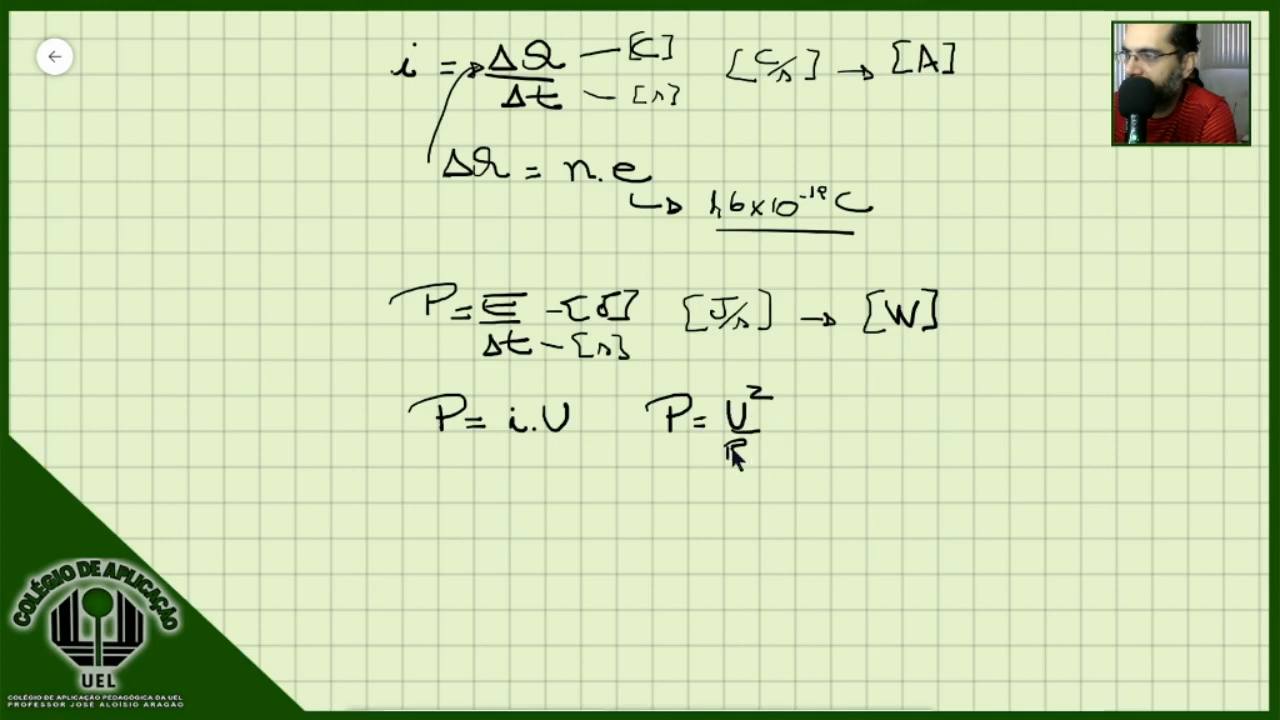 i = ΔQ/Δt — [C] — [s] [C/s] → [A]
ΔQ = n.e
↳ 1,6x10⁻¹⁹ C
P = E/Δt — [J] — [s] [J/s] → [W]
P = i.U P = U²/R
COLÉGIO DE APLICAÇÃO
UEL
COLÉGIO DE APLICAÇÃO PEDAGÓGICA DA UEL
PROFESSOR JOSÉ ALOÍSIO ARAGÃO